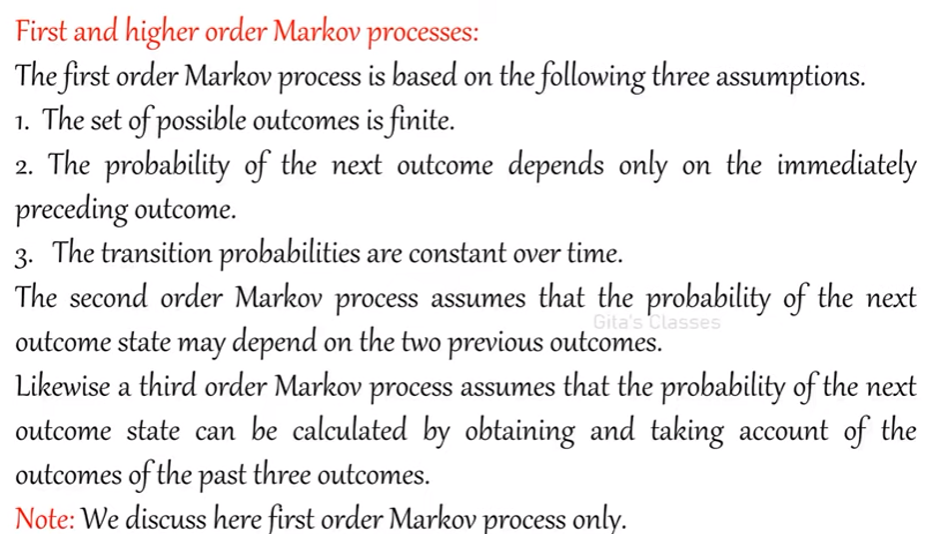 First and higher order Markov processes:
The first order Markov process is based on the following three assumptions.
1. The set of possible outcomes is finite.
2. The probability of the next outcome depends only on the immediately
preceding outcome.
3. The transition probabilities are constant over time.
The second order Markov process assumes that the probability of the next
Gita's Classes
outcome state may depend on the two previous outcomes.
Likewise a third order Markov process assumes that the probability of the next
outcome state can be calculated by obtaining and taking account of the
outcomes of the past three outcomes.
Note: We discuss here first order Markov process only.